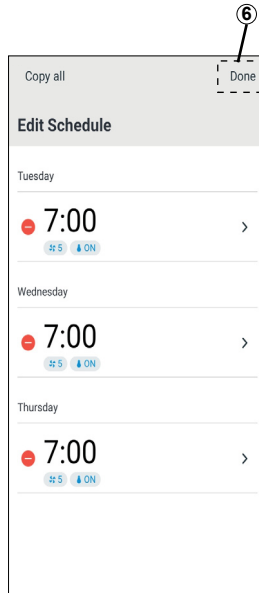 ⑥
Copy all Done
Edit Schedule
Tuesday
7:00
5 ON
Wednesday
7:00
5 ON
Thursday
7:00
5 ON